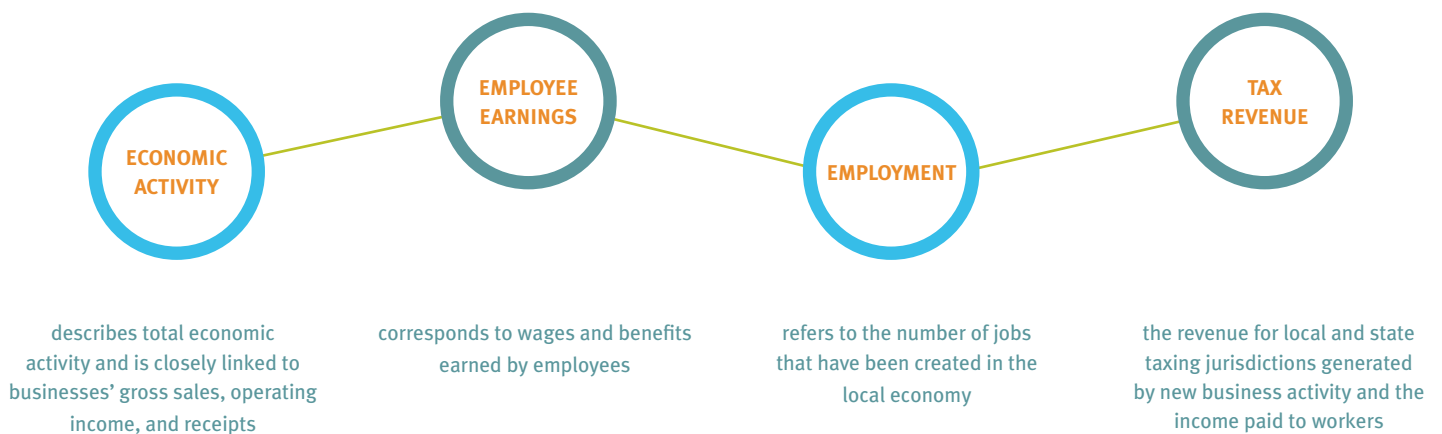 ECONOMIC
ACTIVITY
describes total economic
activity and is closely linked to
businesses’ gross sales, operating
income, and receipts
EMPLOYEE
EARNINGS
corresponds to wages and benefits
earned by employees
EMPLOYMENT
refers to the number of jobs
that have been created in the
local economy
TAX
REVENUE
the revenue for local and state
taxing jurisdictions generated
by new business activity and the
income paid to workers